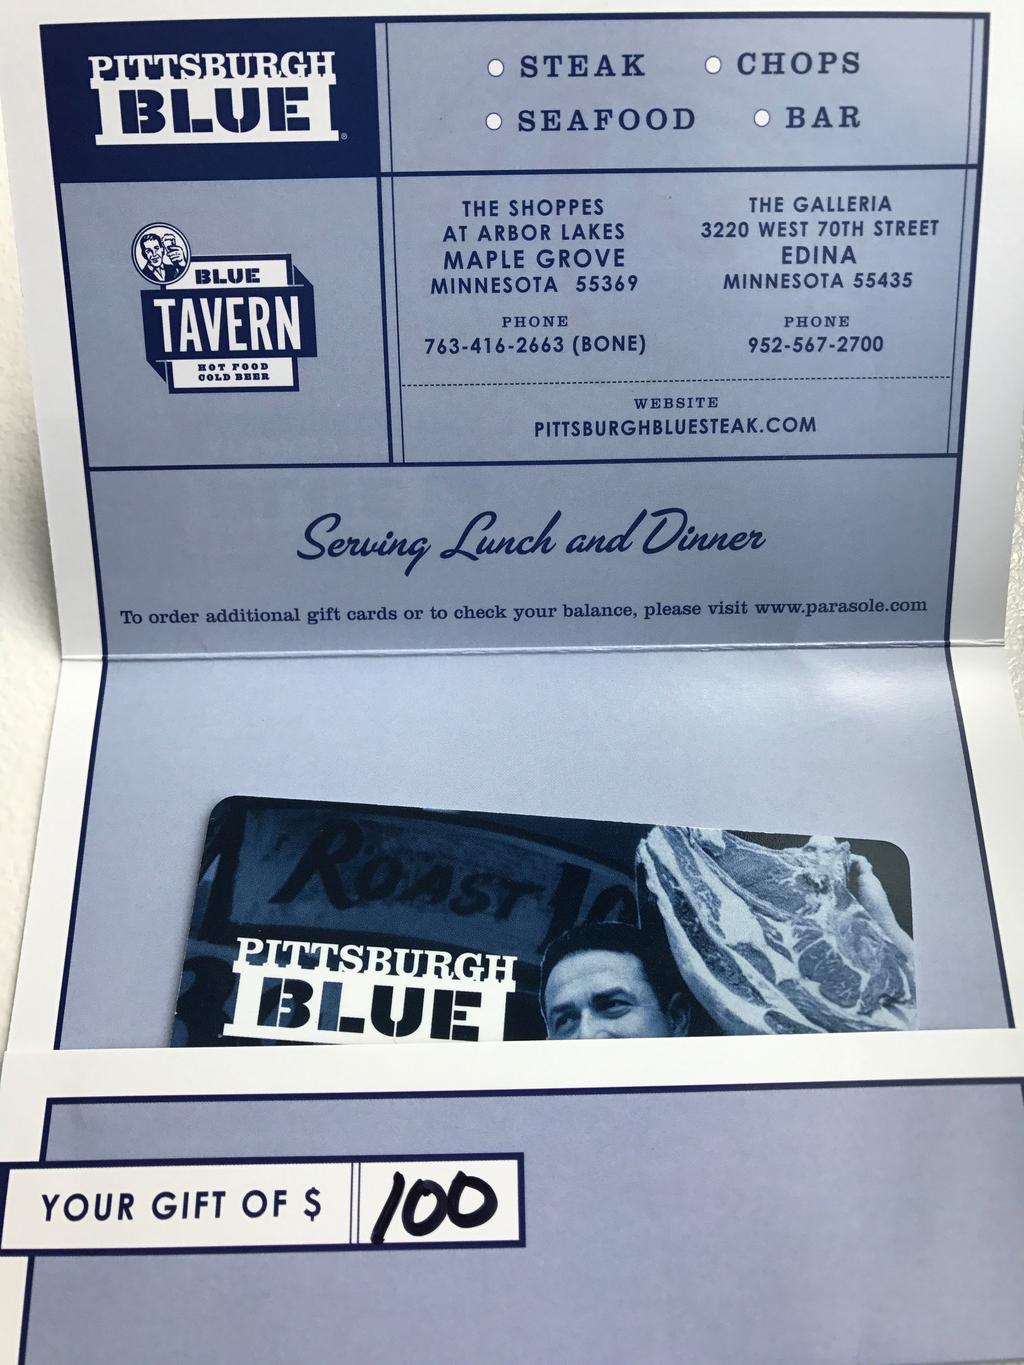 PITTSBURGH
BLUE®
STEAK CHOPS
SEAFOOD BAR
BLUE
TAVERN
HOT FOOD
COLD BEER
THE SHOPPES
AT ARBOR LAKES
MAPLE GROVE
MINNESOTA 55369
PHONE
763-416-2663 (BONE)
THE GALLERIA
3220 WEST 70TH STREET
EDINA
MINNESOTA 55435
PHONE
952-567-2700
WEBSITE
PITTSBURGHBLUESTEAK.COM
Serving Lunch and Dinner
To order additional gift cards or to check your balance, please visit www.parasole.com
ROAST
PITTSBURGH
BLUE
YOUR GIFT OF $ 100